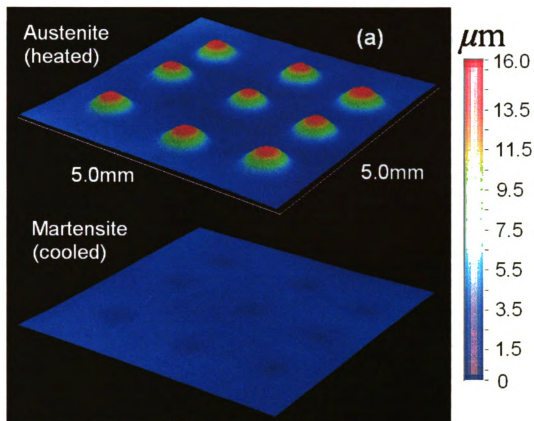 Austenite
(heated)
(a)
μm
16.0
13.5
11.5
9.5
7.5
5.5
3.5
1.5
0
5.0mm
5.0mm
Martensite
(cooled)